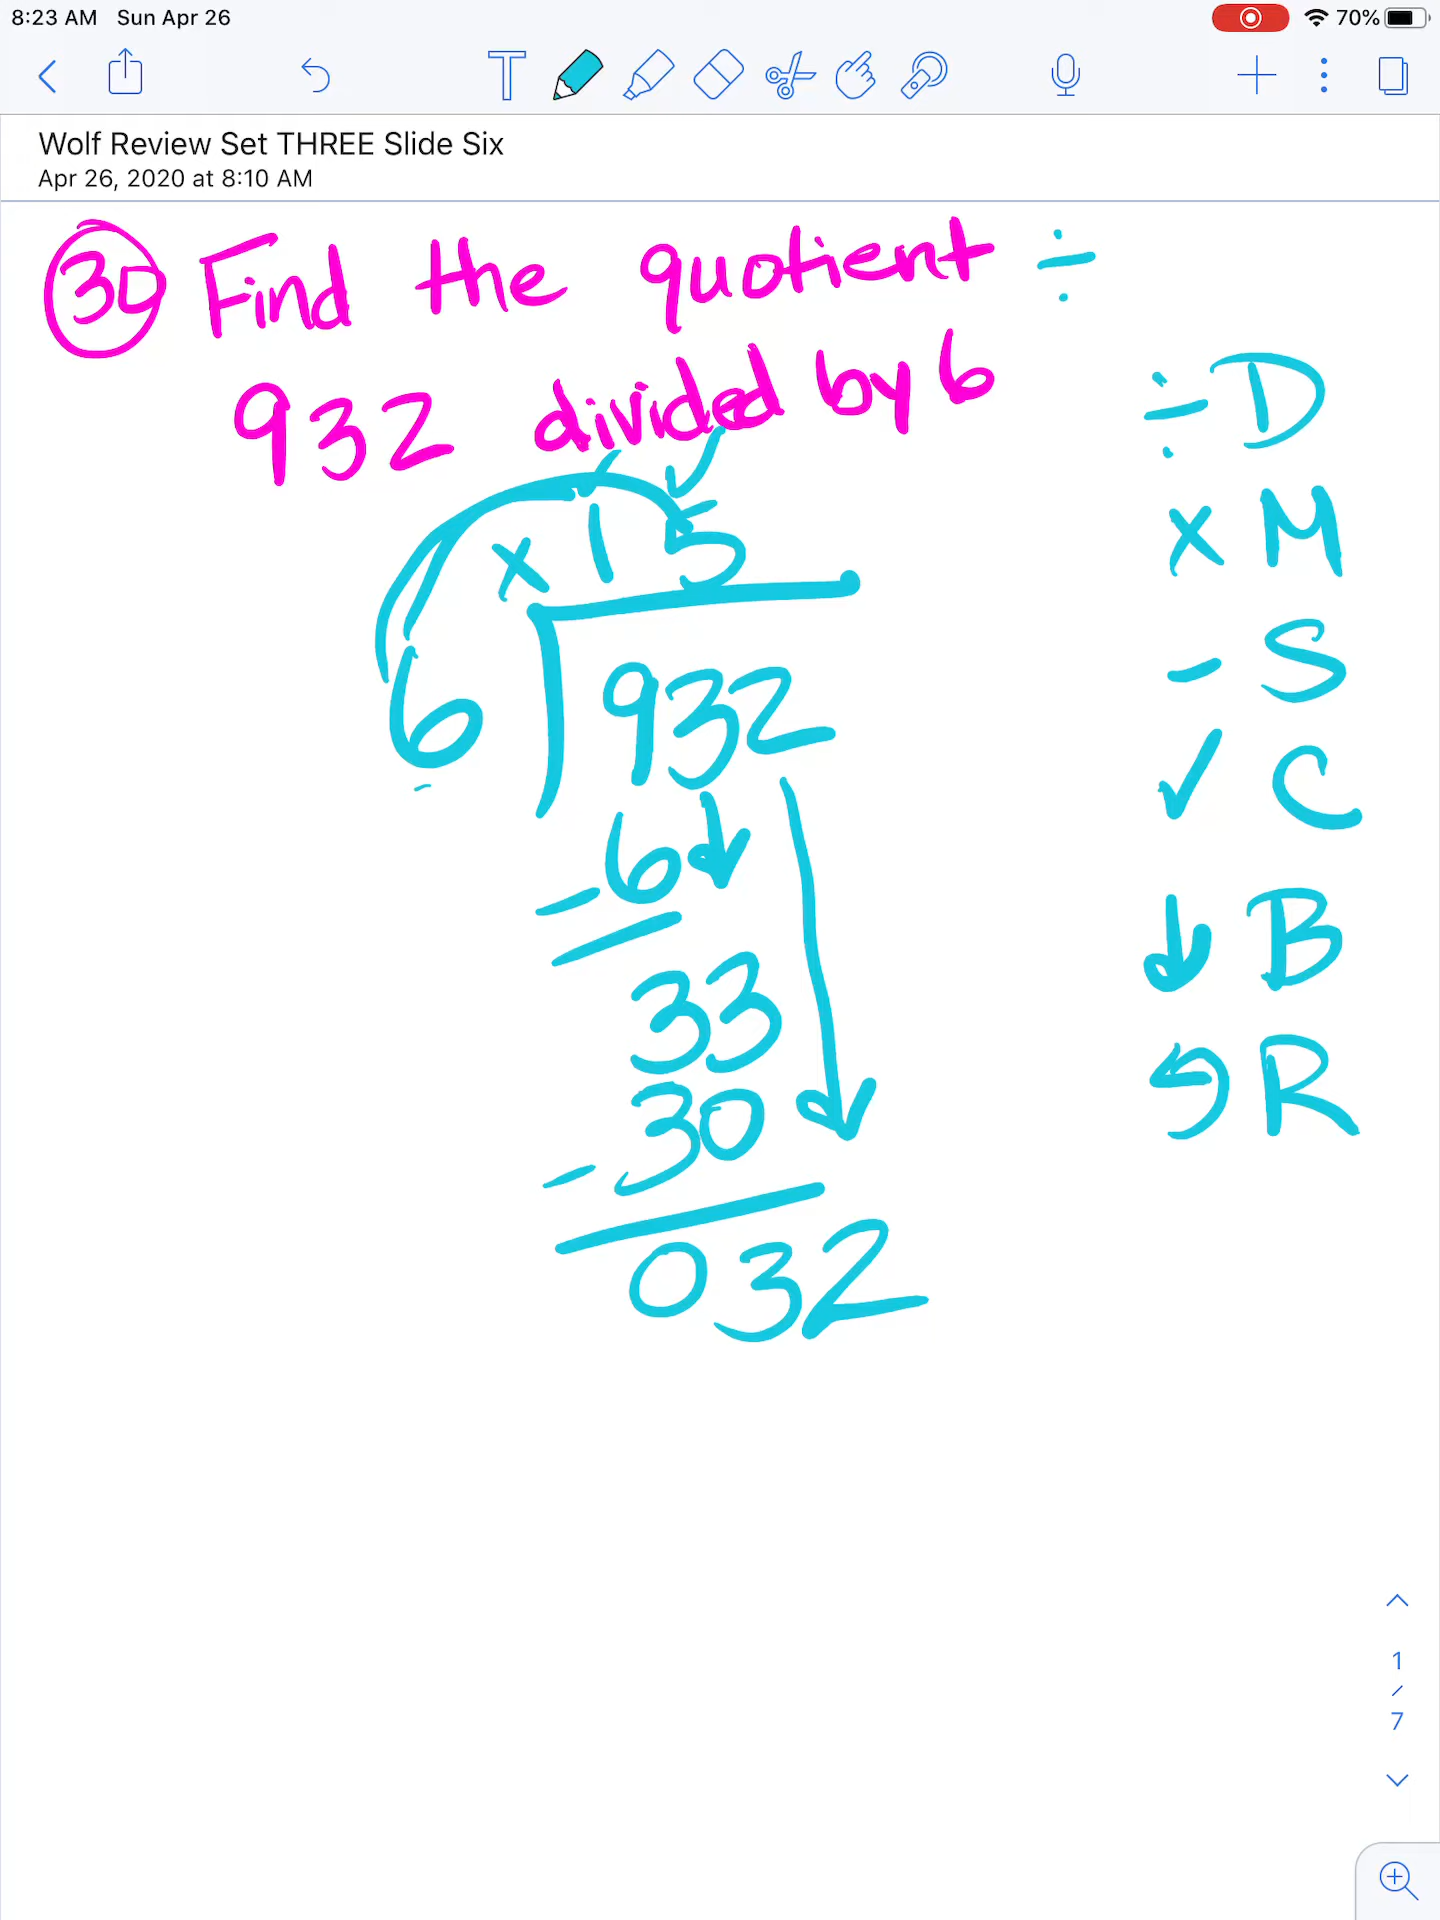 8:23 AM Sun Apr 26 70%
Wolf Review Set THREE Slide Six
Apr 26, 2020 at 8:10 AM
30 Find the quotient ÷
932 divided by 6
÷ D
× M
- S
✓ C
↓ B
R
× 15
6 932
- 6
33
- 30
032
1
/
7